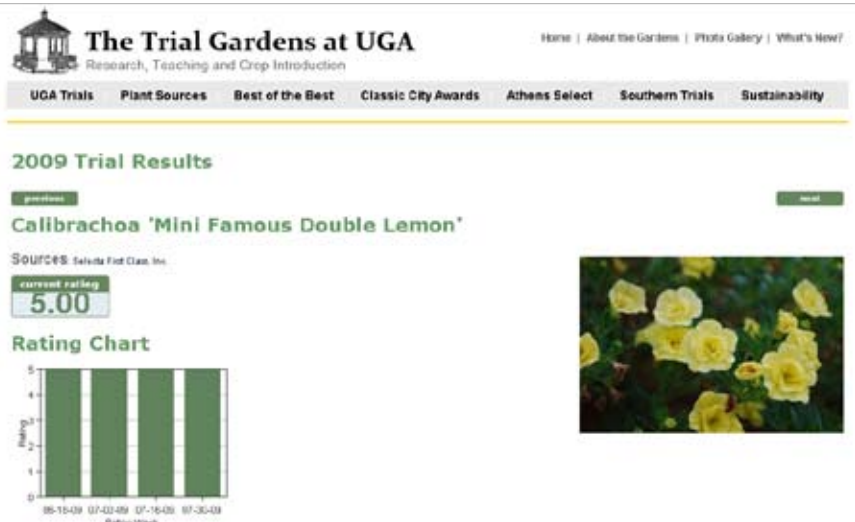 The Trial Gardens at UGA
Research, Teaching and Crop Introduction
Home | About the Gardens | Photo Gallery | What's New?
UGA Trials Plant Sources Best of the Best Classic City Awards Athens Select Southern Trials Sustainability
2009 Trial Results
previous next
Calibrachoa 'Mini Famous Double Lemon'
Sources Selecta First Class, Inc.
current rating
5.00
Rating Chart
5
4
3
2
1
0
Rating
07-02-09 07-16-09 07-30-09